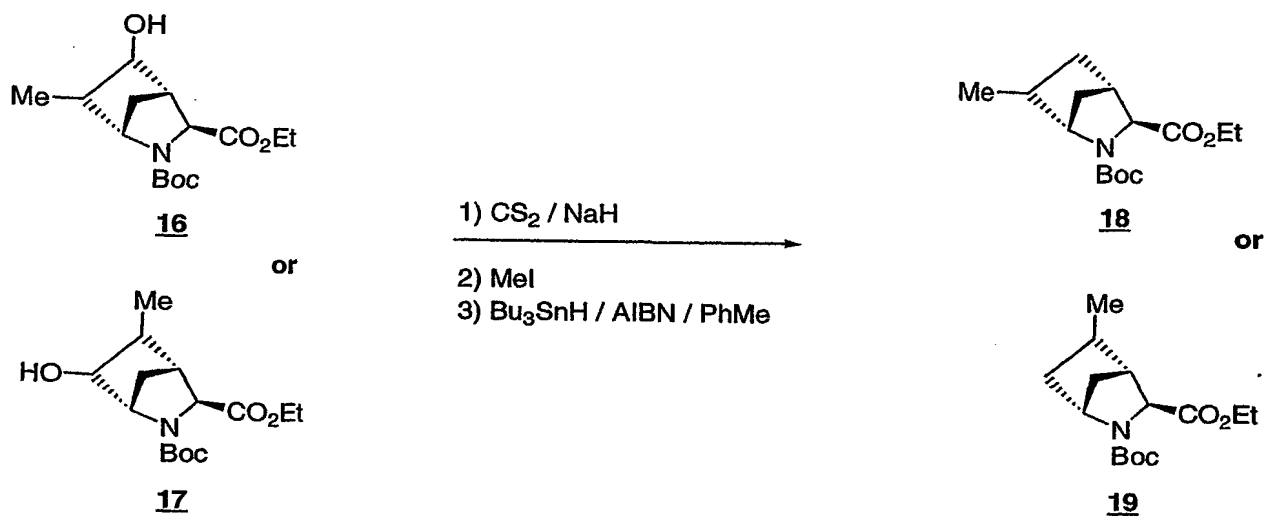 OH
Me
CO2Et
N
Boc
16
or
Me
HO
CO2Et
N
Boc
17
1) CS2 / NaH
2) MeI
3) Bu3SnH / AIBN / PhMe
Me
CO2Et
N
Boc
18
or
Me
CO2Et
N
Boc
19